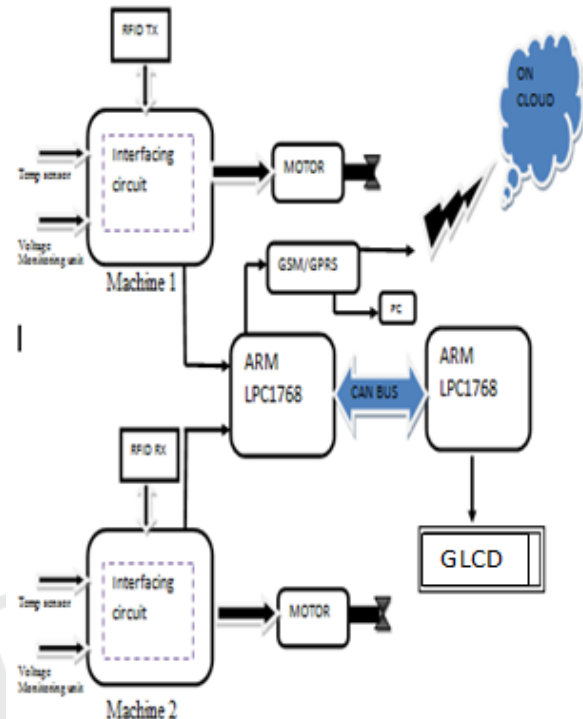 RFID TX
ON
CLOUD
Interfacing
circuit
Temp sensor
MOTOR
Voltage
Monitoring unit
Machine 1
GSM/GPRS
PC
ARM
LPC1768
CAN BUS
ARM
LPC1768
RFID RX
GLCD
Interfacing
circuit
Temp sensor
MOTOR
Voltage
Monitoring unit
Machine 2